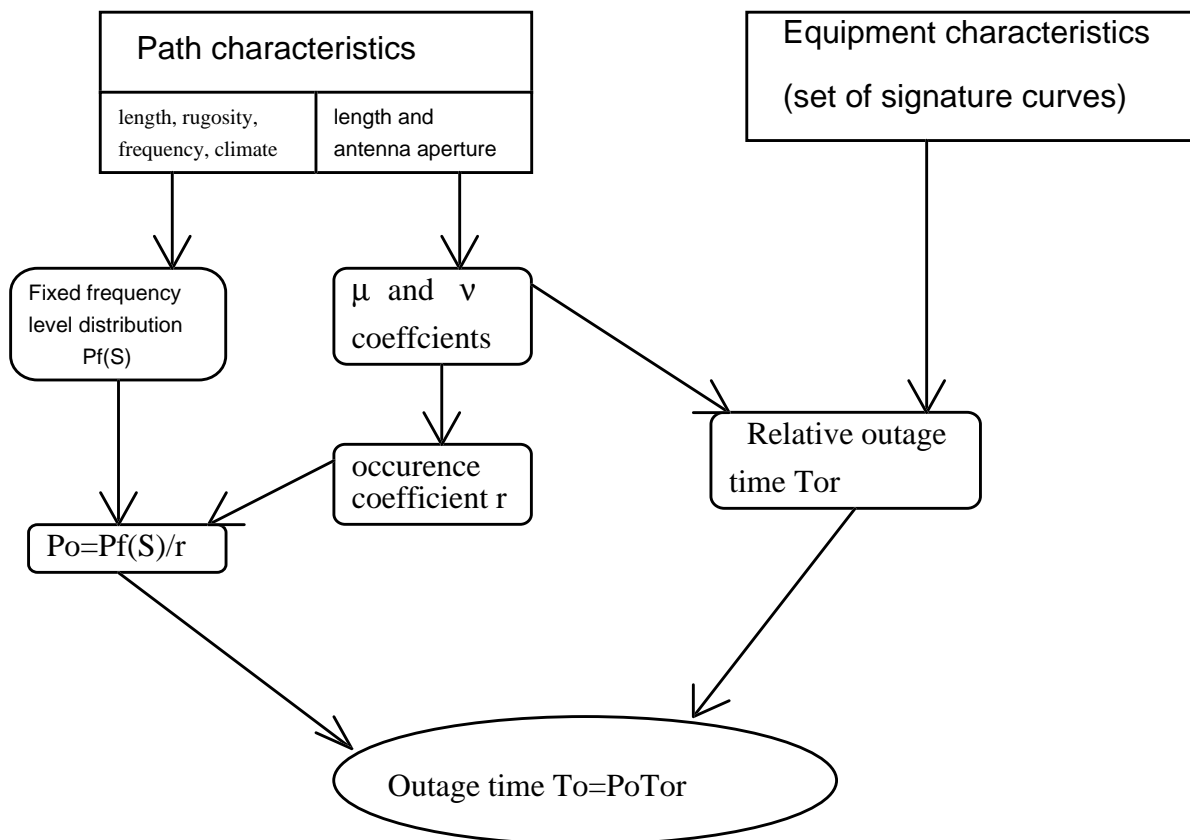 Path characteristics
Equipment characteristics
(set of signature curves)
length, rugosity,
frequency, climate
length and
antenna aperture
Fixed frequency
level distribution
Pf(S)
μ and ν
coeffcients
Relative outage
time Tor
occurence
coefficient r
Po=Pf(S)/r
Outage time To=PoTor